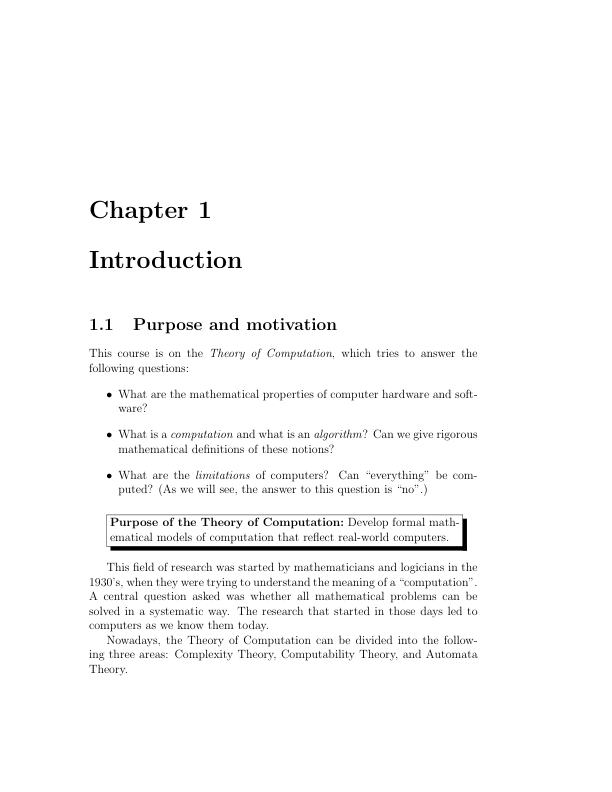 Chapter 1
Introduction
1.1 Purpose and motivation
This course is on the Theory of Computation, which tries to answer the
following questions:
• What are the mathematical properties of computer hardware and soft-
ware?
• What is a computation and what is an algorithm? Can we give rigorous
mathematical definitions of these notions?
• What are the limitations of computers? Can “everything” be com-
puted? (As we will see, the answer to this question is “no”.)
Purpose of the Theory of Computation: Develop formal math-
ematical models of computation that reflect real-world computers.
This field of research was started by mathematicians and logicians in the
1930’s, when they were trying to understand the meaning of a “computation”.
A central question asked was whether all mathematical problems can be
solved in a systematic way. The research that started in those days led to
computers as we know them today.
Nowadays, the Theory of Computation can be divided into the follow-
ing three areas: Complexity Theory, Computability Theory, and Automata
Theory.